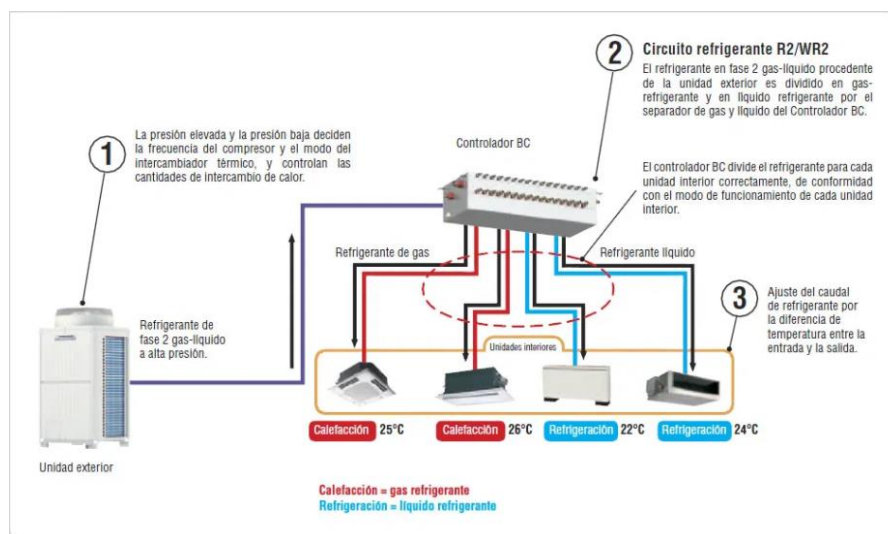 1
La presión elevada y la presión baja deciden
la frecuencia del compresor y el modo del
intercambiador térmico, y controlan las
cantidades de intercambio de calor.
2
Circuito refrigerante R2/WR2
El refrigerante en fase 2 gas-líquido procedente
de la unidad exterior es dividido en gas-
refrigerante y en líquido refrigerante por el
separador de gas y líquido del Controlador BC.
Controlador BC
El controlador BC divide el refrigerante para cada
unidad interior correctamente, de conformidad
con el modo de funcionamiento de cada unidad
interior.
Refrigerante de gas
Refrigerante líquido
3
Ajuste del caudal
de refrigerante por
la diferencia de
temperatura entre la
entrada y la salida.
Refrigerante de
fase 2 gas-líquido
a alta presión.
Unidades interiores
Calefacción 25°C
Calefacción 26°C
Refrigeración 22°C
Refrigeración 24°C
Unidad exterior
Calefacción = gas refrigerante
Refrigeración = líquido refrigerante